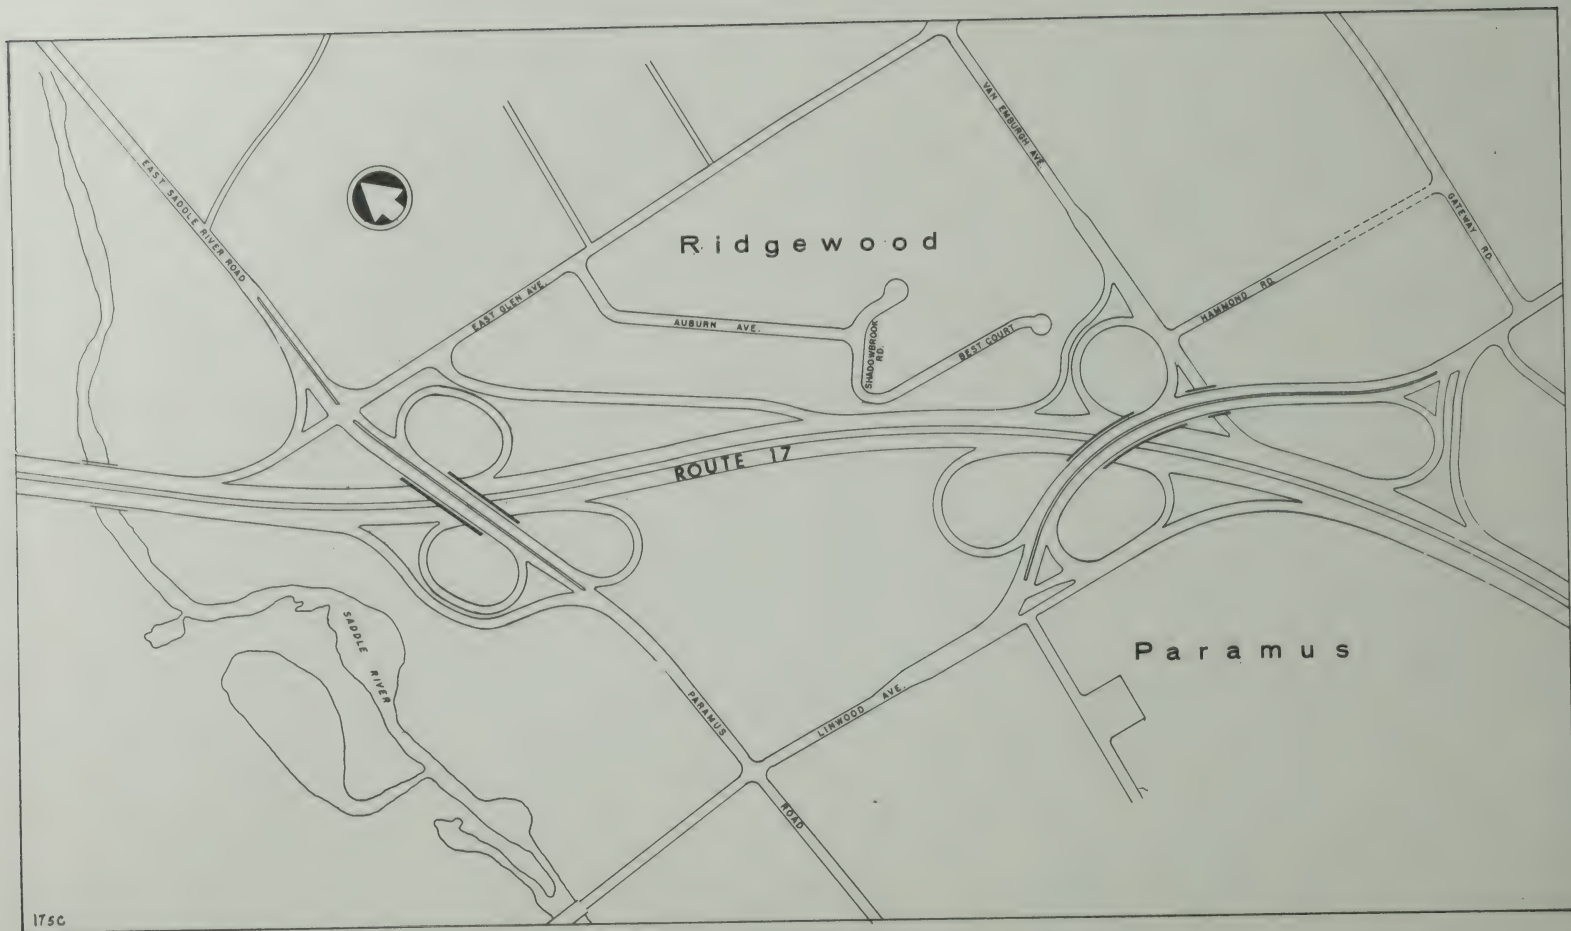 VAN EMBURGH AVE.
EAST SADDLE RIVER ROAD
GATEWAY RD.
Ridgewood
EAST GLEN AVE.
HAMMOND RD.
AUBURN AVE.
SHADOWBROOK
RD.
BEST COURT
ROUTE 17
SADDLE RIVER
Paramus
PARAMUS
LINWOOD AVE.
ROAD
175C